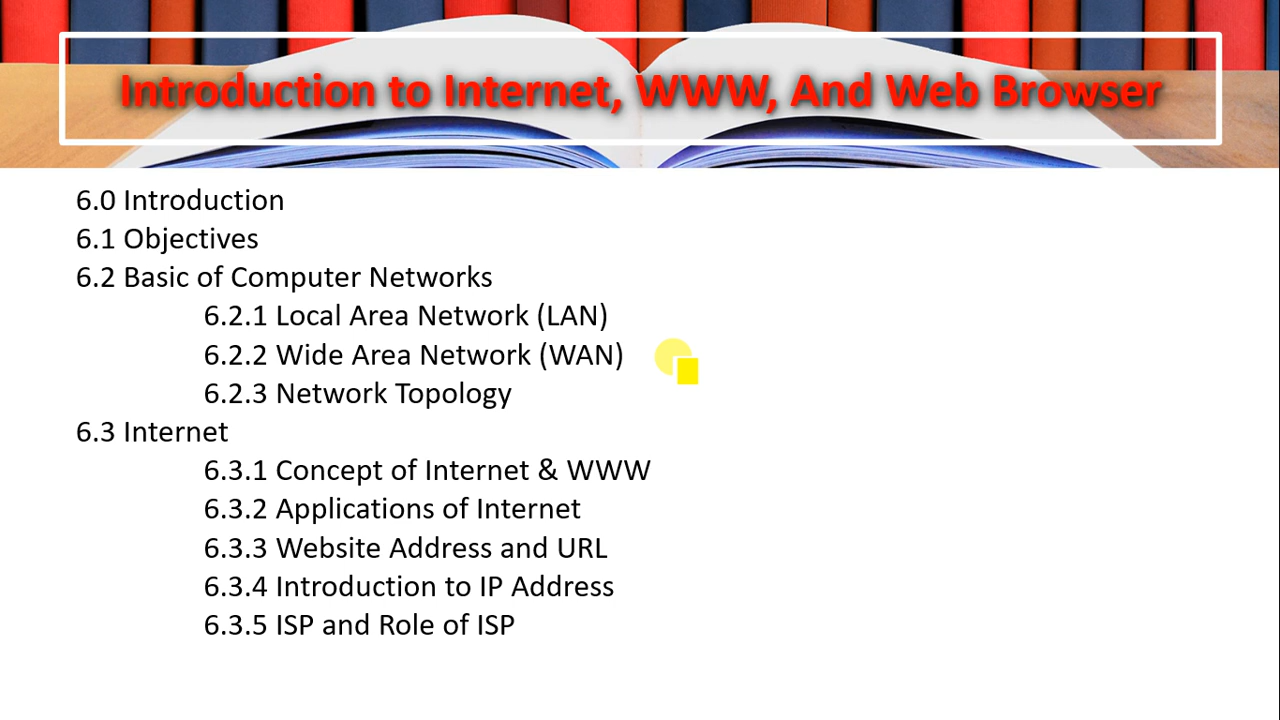 Introduction to Internet, WWW, And Web Browser
6.0 Introduction
6.1 Objectives
6.2 Basic of Computer Networks
6.2.1 Local Area Network (LAN)
6.2.2 Wide Area Network (WAN)
6.2.3 Network Topology
6.3 Internet
6.3.1 Concept of Internet & WWW
6.3.2 Applications of Internet
6.3.3 Website Address and URL
6.3.4 Introduction to IP Address
6.3.5 ISP and Role of ISP